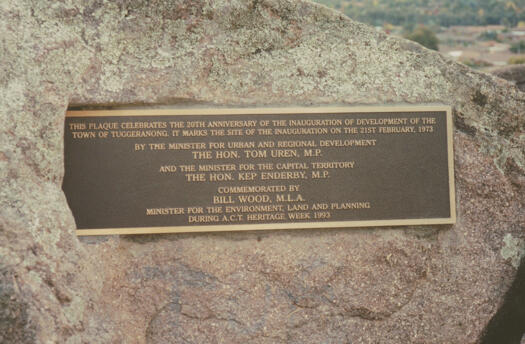 THIS PLAQUE CELEBRATES THE 20TH ANNIVERSARY OF THE INAUGURATION OF DEVELOPMENT OF THE
TOWN OF TUGGERANONG. IT MARKS THE SITE OF THE INAUGURATION ON THE 21ST FEBRUARY, 1973
BY THE MINISTER FOR URBAN AND REGIONAL DEVELOPMENT
THE HON. TOM UREN, M.P.
AND THE MINISTER FOR THE CAPITAL TERRITORY
THE HON. KEP ENDERBY, M.P.
COMMEMORATED BY
BILL WOOD, M.L.A.
MINISTER FOR THE ENVIRONMENT, LAND AND PLANNING
DURING A.C.T. HERITAGE WEEK 1993